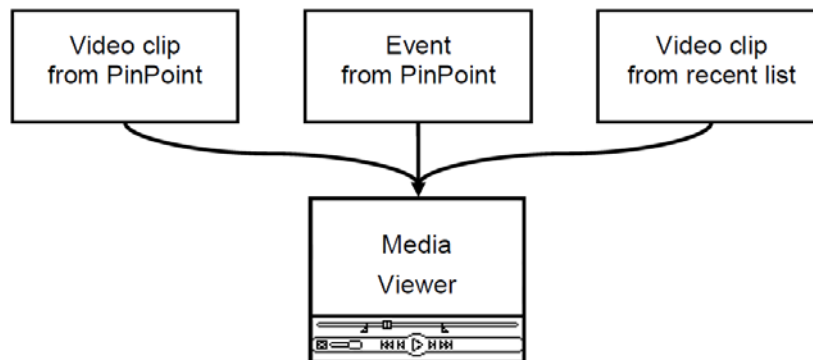 Video clip
from PinPoint
Event
from PinPoint
Video clip
from recent list
Media
Viewer